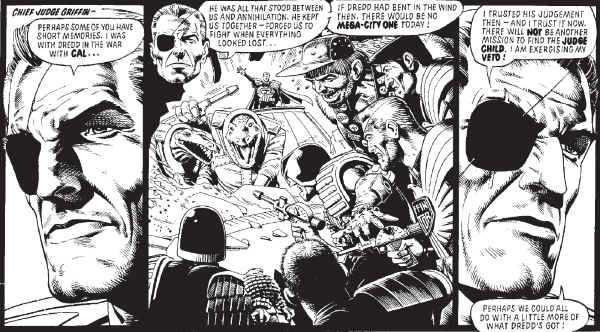 CHIEF JUDGE GRIFFIN —
PERHAPS SOME OF YOU HAVE
SHORT MEMORIES. I WAS
WITH DREDD IN THE WAR
WITH CAL...
HE WAS ALL THAT STOOD BETWEEN
US AND ANNIHILATION. HE KEPT
US TOGETHER — FORCED US TO
FIGHT WHEN EVERYTHING
LOOKED LOST...
IF DREDD HAD BENT IN THE WIND
THEN, THERE WOULD BE NO
MEGA-CITY ONE TODAY!
I TRUSTED HIS JUDGEMENT
THEN — AND I TRUST IT NOW.
THERE WILL NOT BE ANOTHER
MISSION TO FIND THE JUDGE
CHILD. I AM EXERCISING MY
VETO!
PERHAPS WE COULD ALL
DO WITH A LITTLE MORE OF
WHAT DREDD'S GOT!